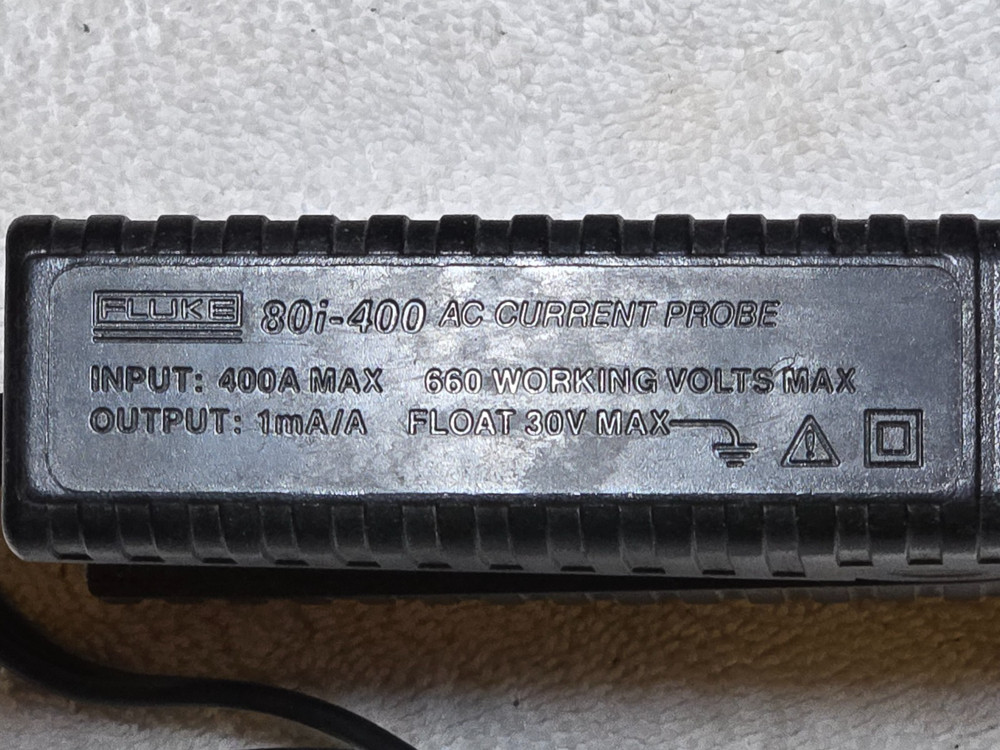 FLUKE 80i-400 AC CURRENT PROBE
INPUT: 400A MAX 660 WORKING VOLTS MAX
OUTPUT: 1mA/A FLOAT 30V MAX